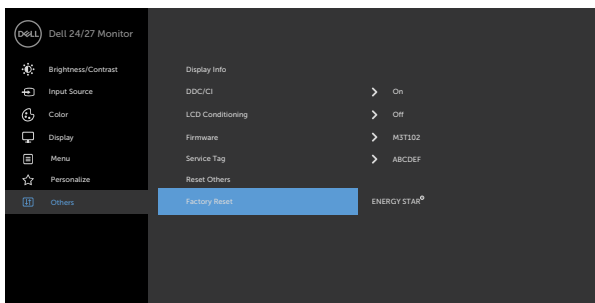 DELL Dell 24/27 Monitor
Brightness/Contrast Display Info
Input Source DDC/CI On
Color LCD Conditioning Off
Display Firmware M3T102
Menu Service Tag ABCDEF
Personalize Reset Others
Others Factory Reset ENERGY STAR®